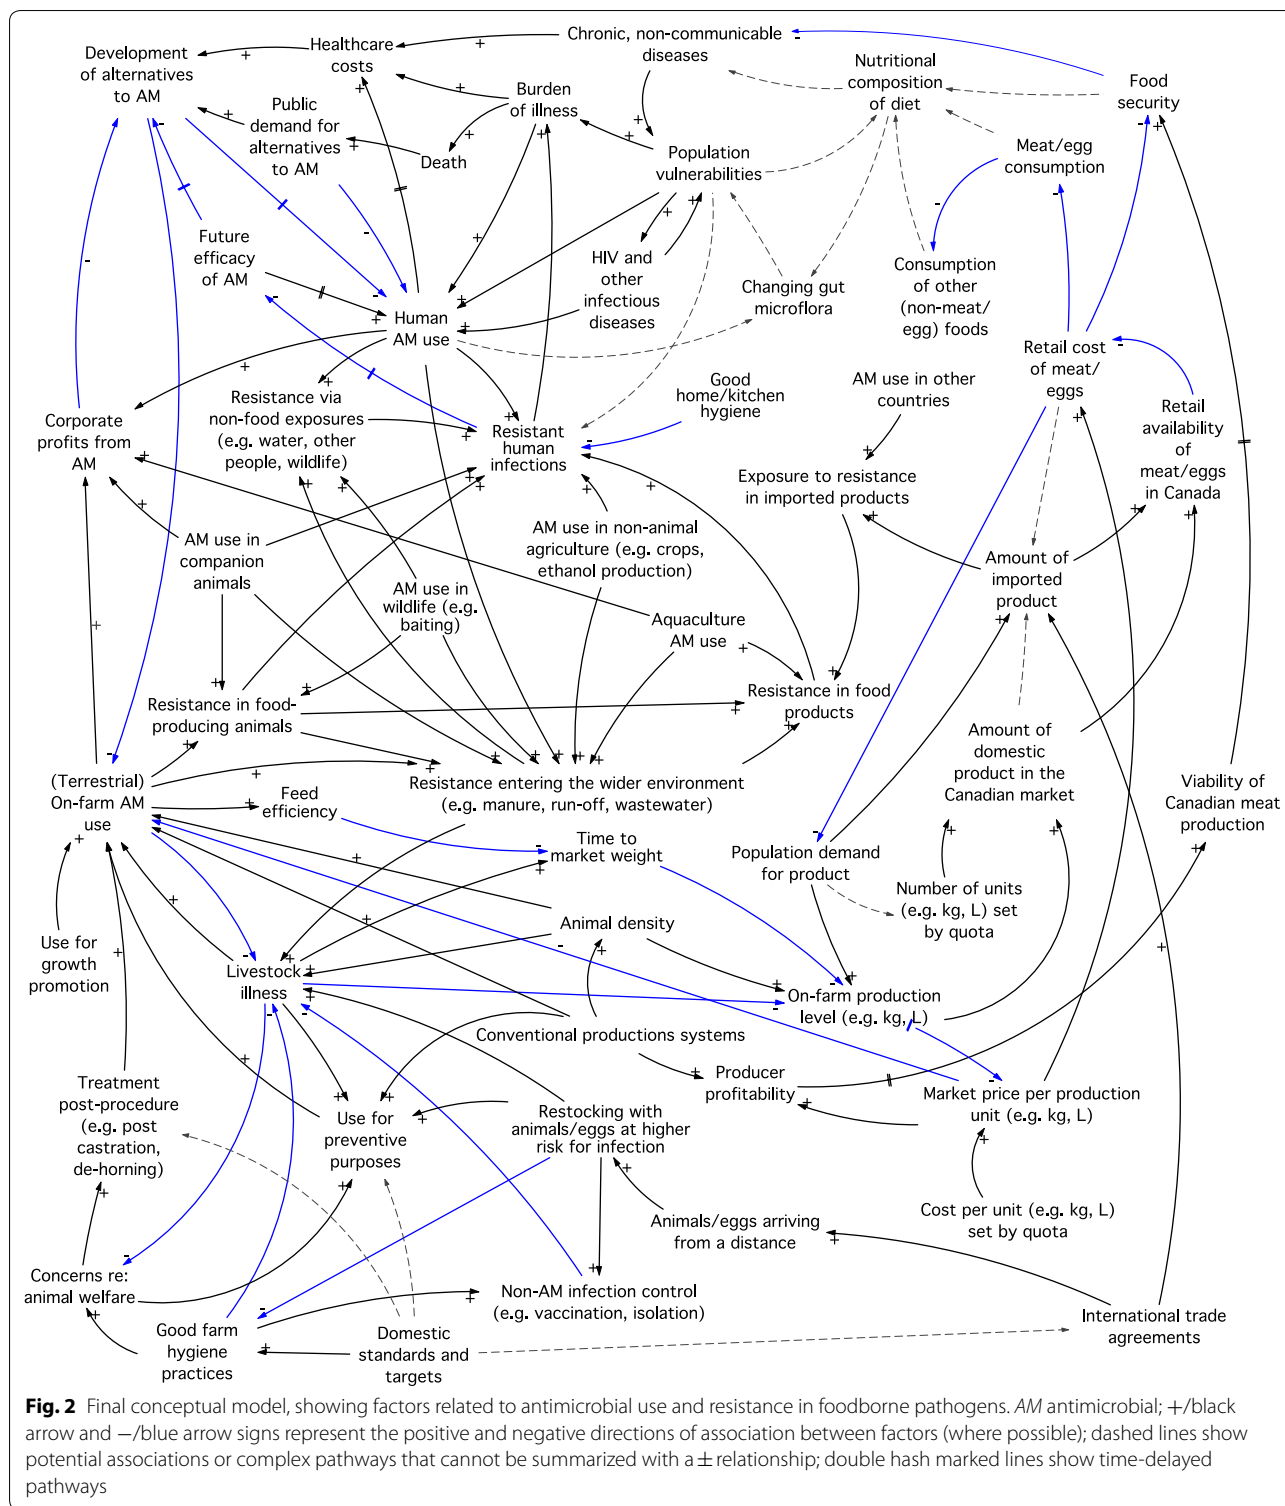 Development
of alternatives
to AM
Healthcare
costs
Chronic, non-communicable
diseases
Nutritional
composition
of diet
Food
security
Public
demand for
alternatives
to AM
Burden
of illness
Death
Population
vulnerabilities
Meat/egg
consumption
Future
efficacy
of AM
HIV and
other
infectious
diseases
Changing gut
microflora
Consumption
of other
(non-meat/
egg) foods
Human
AM use
Retail cost
of meat/
eggs
Corporate
profits from
AM
Resistance via
non-food exposures
(e.g. water, other
people, wildlife)
Resistant
human
infections
Good
home/kitchen
hygiene
AM use in other
countries
Retail
availability
of
meat/eggs
in Canada
Exposure to resistance
in imported products
AM use in
companion
animals
AM use in non-animal
agriculture (e.g. crops,
ethanol production)
Amount of
imported
product
AM use in
wildlife (e.g.
baiting)
Aquaculture
AM use
Resistance in food-
producing animals
Resistance in food
products
Amount of
domestic
product in the
Canadian market
(Terrestrial)
On-farm AM
use
Feed
efficiency
Resistance entering the wider environment
(e.g. manure, run-off, wastewater)
Viability of
Canadian meat
production
Time to
market weight
Population demand
for product
Number of units
(e.g. kg, L) set
by quota
Use for
growth
promotion
Animal density
Livestock
illness
On-farm production
level (e.g. kg, L)
Conventional productions systems
Producer
profitability
Market price per production
unit (e.g. kg, L)
Treatment
post-procedure
(e.g. post
castration,
de-horning)
Use for
preventive
purposes
Restocking with
animals/eggs at higher
risk for infection
Cost per unit (e.g. kg, L)
set by quota
Animals/eggs arriving
from a distance
Concerns re:
animal welfare
Non-AM infection control
(e.g. vaccination, isolation)
Good farm
hygiene
practices
Domestic
standards and
targets
International trade
agreements
Fig. 2 Final conceptual model, showing factors related to antimicrobial use and resistance in foodborne pathogens. AM antimicrobial; +/black
arrow and −/blue arrow signs represent the positive and negative directions of association between factors (where possible); dashed lines show
potential associations or complex pathways that cannot be summarized with a ± relationship; double hash marked lines show time-delayed
pathways